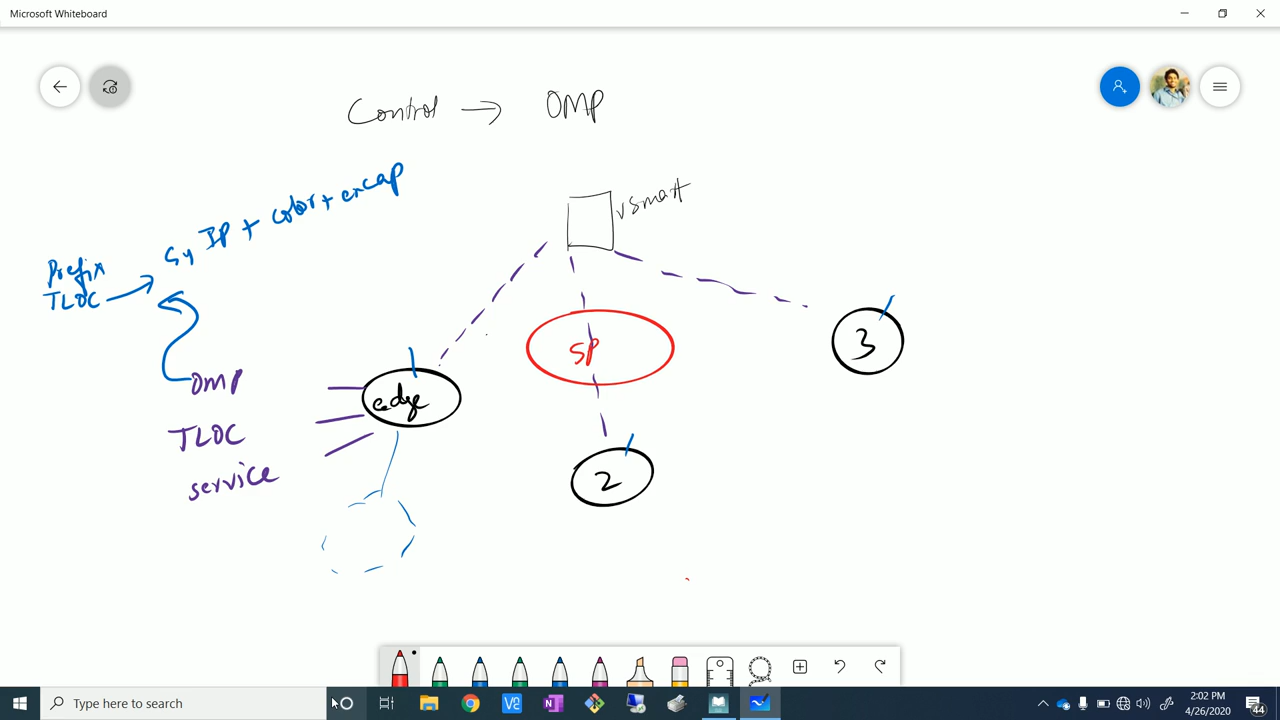 Microsoft Whiteboard
Control → OMP
Sy IP + color + encap
vSmart
Prefix
TLOC
SP
3
OMP
edge
TLOC
service
2
Type here to search
2:02 PM
4/26/2020
44